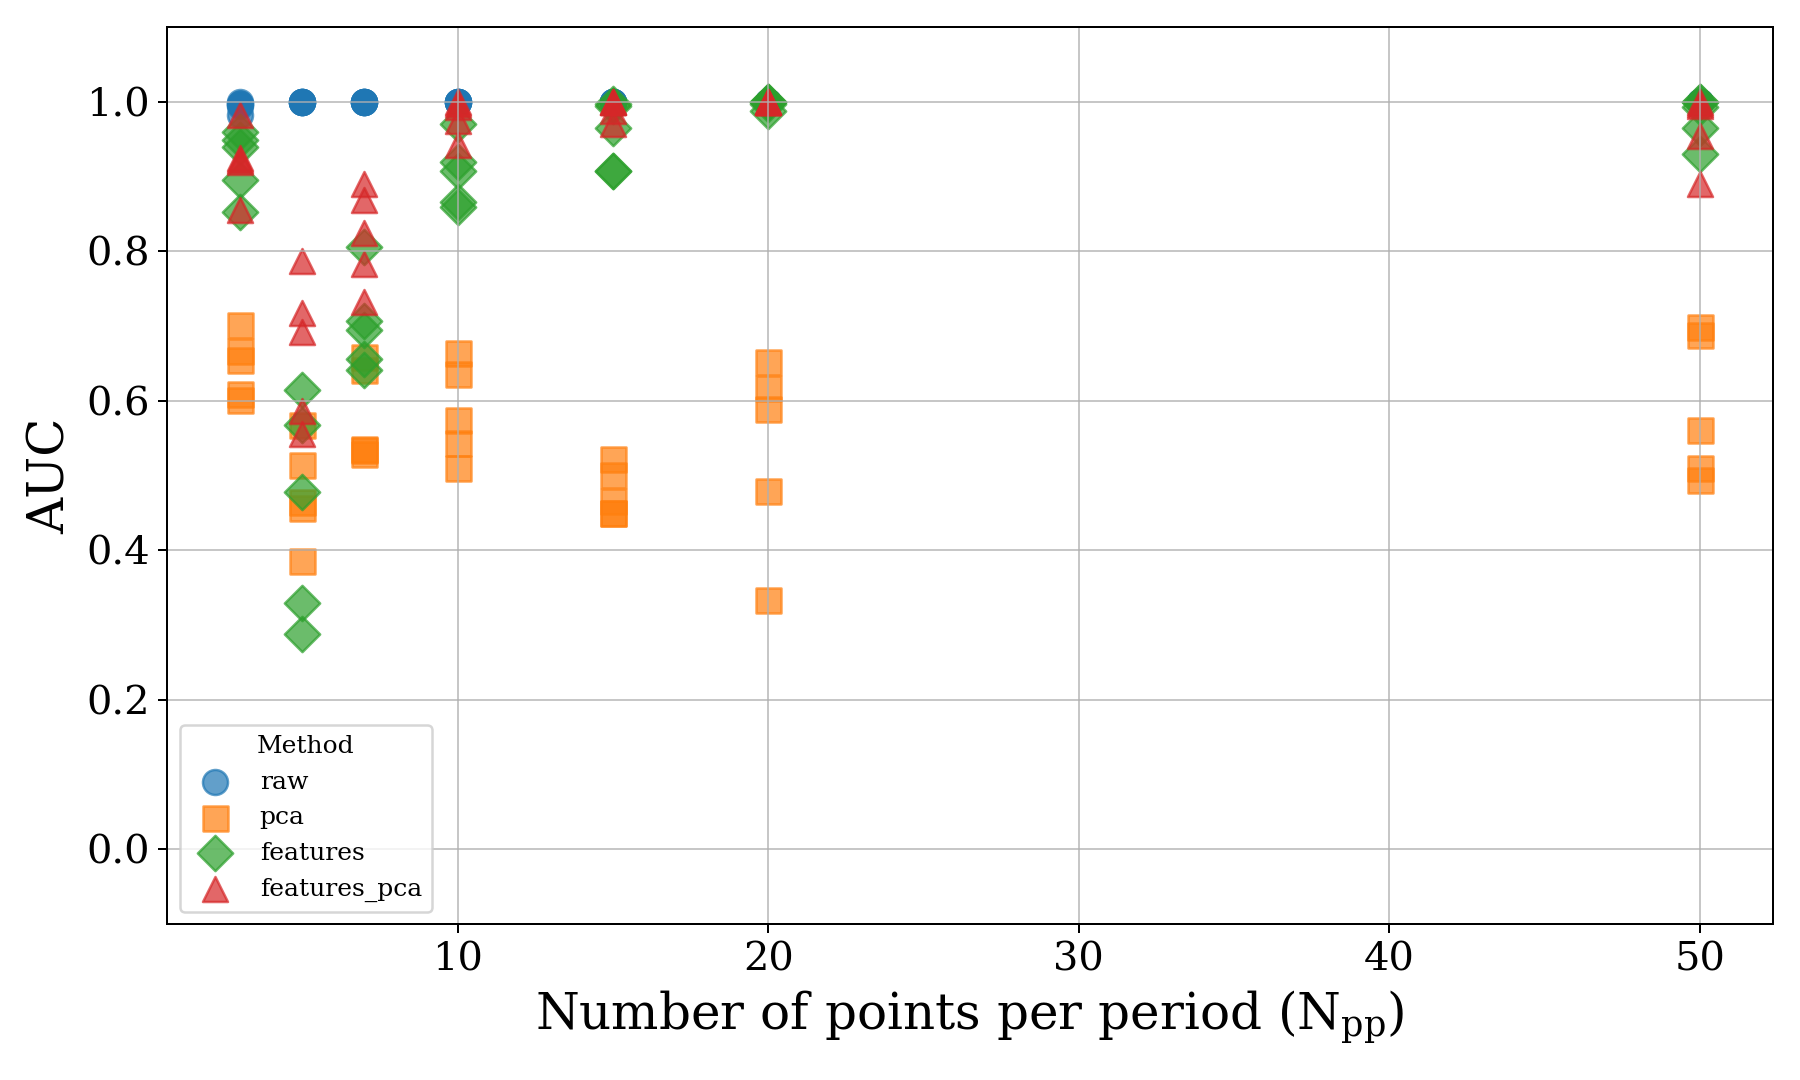 AUC
1.0
0.8
0.6
0.4
0.2
0.0
Method
raw
pca
features
features_pca
10
20
30
40
50
Number of points per period (Npp)